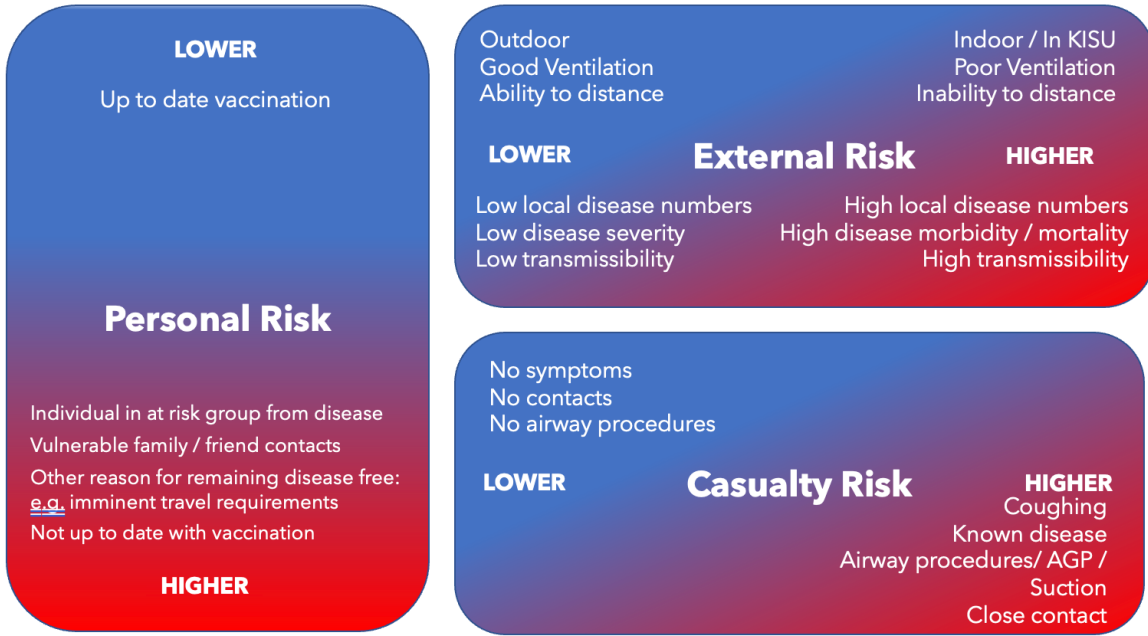 LOWER
Up to date vaccination
Personal Risk
Individual in at risk group from disease
Vulnerable family / friend contacts
Other reason for remaining disease free:
e.g. imminent travel requirements
Not up to date with vaccination
HIGHER
Outdoor
Good Ventilation
Ability to distance
Indoor / In KISU
Poor Ventilation
Inability to distance
LOWER
External Risk
HIGHER
Low local disease numbers
Low disease severity
Low transmissibility
High local disease numbers
High disease morbidity / mortality
High transmissibility
No symptoms
No contacts
No airway procedures
LOWER
Casualty Risk
HIGHER
Coughing
Known disease
Airway procedures/ AGP /
Suction
Close contact